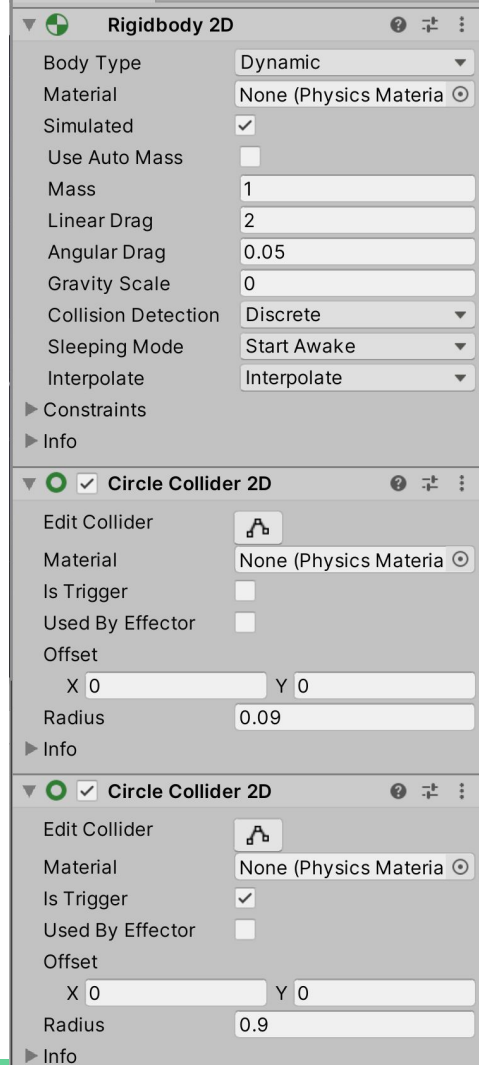 Rigidbody 2D
Body Type Dynamic
Material None (Physics Materia
Simulated
Use Auto Mass
Mass 1
Linear Drag 2
Angular Drag 0.05
Gravity Scale 0
Collision Detection Discrete
Sleeping Mode Start Awake
Interpolate Interpolate
Constraints
Info
Circle Collider 2D
Edit Collider
Material None (Physics Materia
Is Trigger
Used By Effector
Offset
X 0 Y 0
Radius 0.09
Info
Circle Collider 2D
Edit Collider
Material None (Physics Materia
Is Trigger
Used By Effector
Offset
X 0 Y 0
Radius 0.9
Info